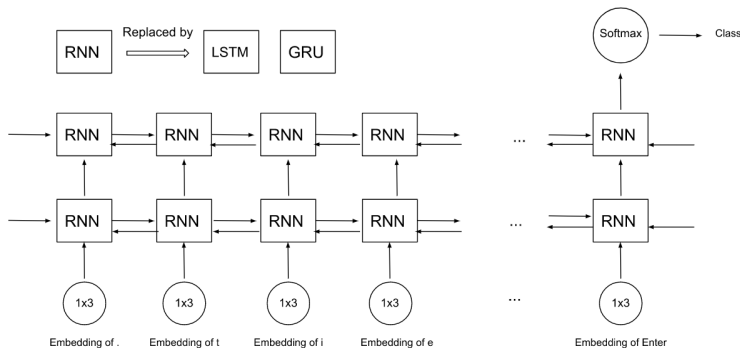 Replaced by
Softmax
Class
RNN
LSTM
GRU
RNN
RNN
RNN
RNN
...
RNN
RNN
RNN
RNN
RNN
...
RNN
1x3
1x3
1x3
1x3
...
1x3
Embedding of .
Embedding of t
Embedding of i
Embedding of e
Embedding of Enter